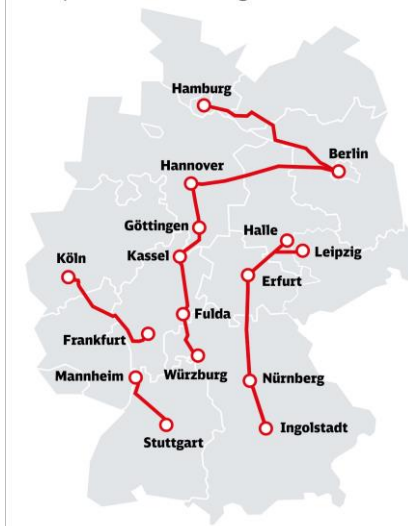 Hamburg
Berlin
Hannover
Göttingen
Halle
Leipzig
Köln
Kassel
Erfurt
Fulda
Frankfurt
Mannheim
Würzburg
Nürnberg
Stuttgart
Ingolstadt